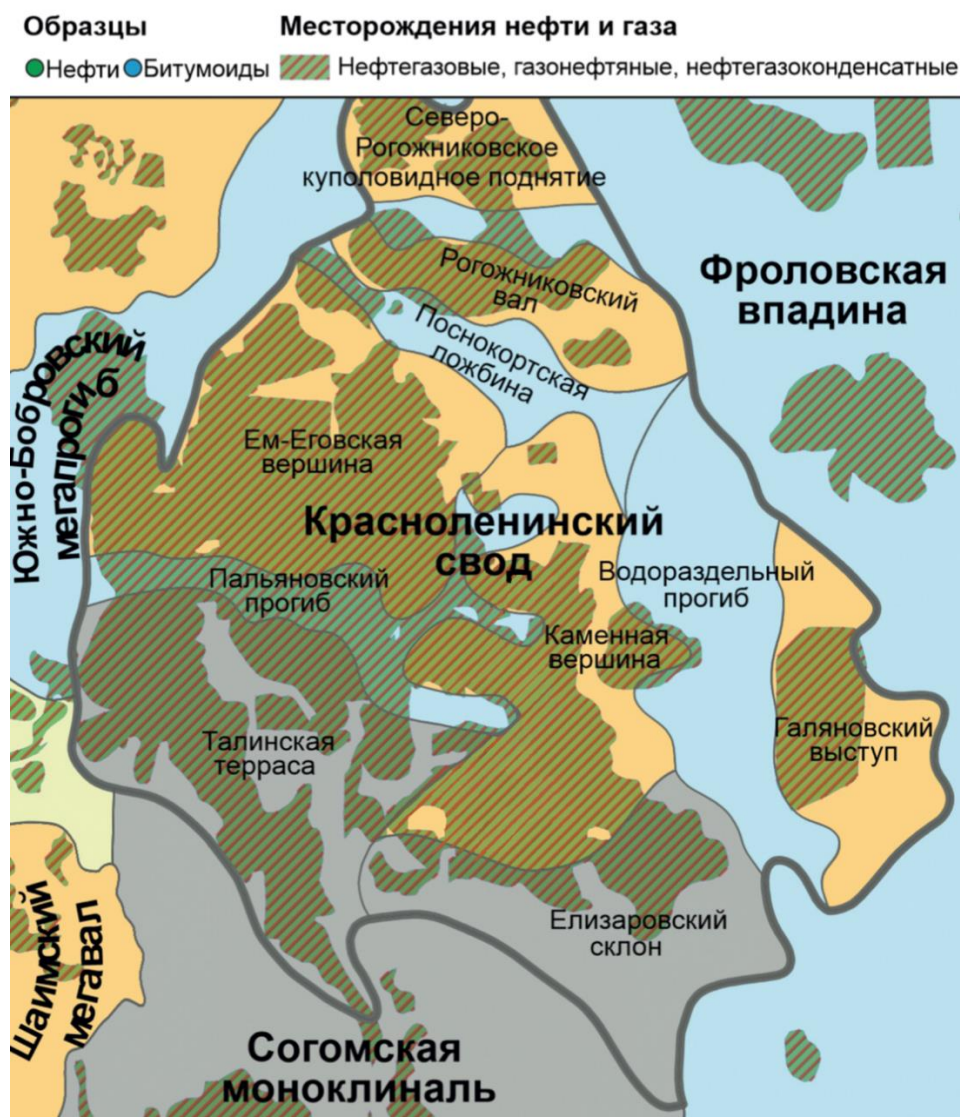 Образцы
Месторождения нефти и газа
Нефти
Битумоиды
Нефтегазовые, газонефтяные, нефтегазоконденсатные
Северо-
Рогожниковское
куполовидное поднятие
Рогожниковский
вал
Фроловская
впадина
Поснокортская
ложбина
Южно-Бобровский
мегапрогиб
Ем-Еговская
вершина
Красноленинский
свод
Пальяновский
прогиб
Водораздельный
прогиб
Каменная
вершина
Талинская
терраса
Галяновский
выступ
Елизаровский
склон
Шаимский
мегавал
Согомская
моноклиналь